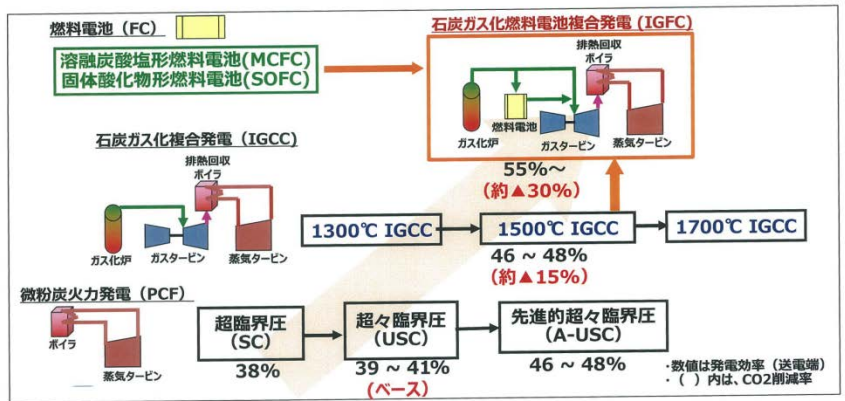 燃料電池（FC）
溶融炭酸塩形燃料電池(MCFC)
固体酸化物形燃料電池(SOFC)
石炭ガス化燃料電池複合発電 (IGFC)
排熱回収
ボイラ
ガス化炉
燃料電池
ガスタービン
蒸気タービン
55%～
(約▲30%)
石炭ガス化複合発電（IGCC)
排熱回収
ボイラ
ガス化炉
ガスタービン
蒸気タービン
1300℃ IGCC
1500℃ IGCC
1700℃ IGCC
46 ~ 48%
(約▲15%)
微粉炭火力発電（PCF）
ボイラ
蒸気タービン
超臨界圧
（SC）
38%
超々臨界圧
（USC）
39 ~ 41%
(ベース)
先進的超々臨界圧
（A-USC）
46 ~ 48%
・数値は発電効率（送電端）
・（ ）内は、CO2削減率